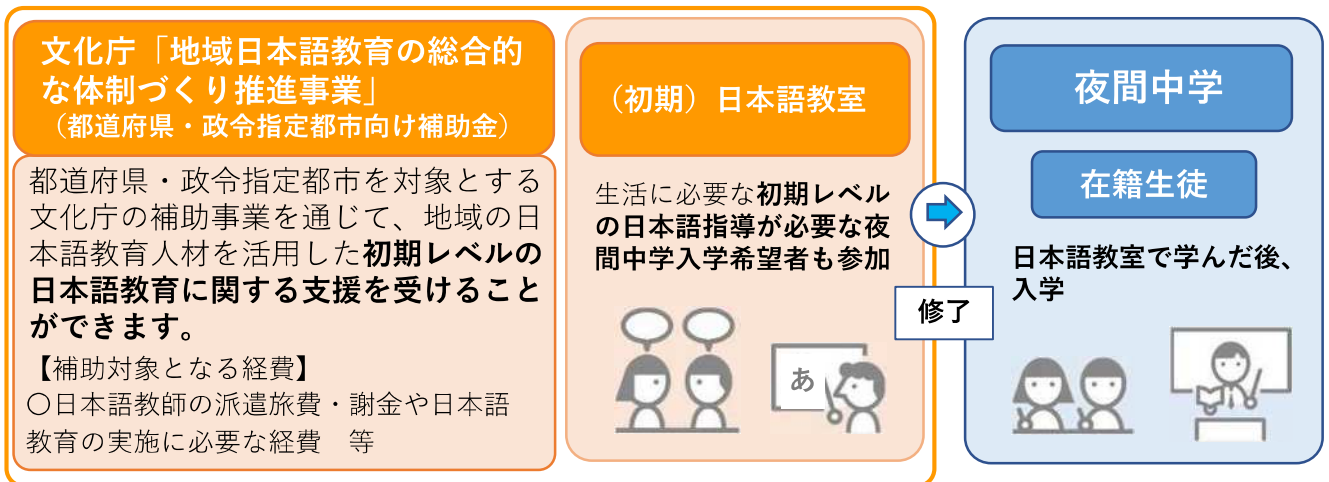 文化庁「地域日本語教育の総合的
な体制づくり推進事業」
（都道府県・政令指定都市向け補助金）
都道府県・政令指定都市を対象とする
文化庁の補助事業を通じて、地域の日
本語教育人材を活用した初期レベルの
日本語教育に関する支援を受けること
ができます。
【補助対象となる経費】
〇日本語教師の派遣旅費・謝金や日本語
教育の実施に必要な経費　等
（初期）日本語教室
生活に必要な初期レベル
の日本語指導が必要な夜
間中学入学希望者も参加
あ
修了
夜間中学
在籍生徒
日本語教室で学んだ後、
入学